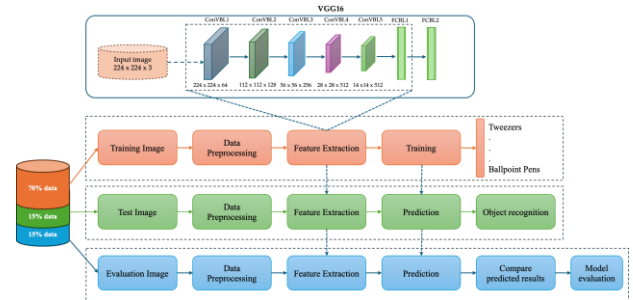 VGG16
ConVBL1
ConVBL2
ConVBL3
ConVBL4
ConVBL5
FCBL1
FCBL2
Input image
224 x 224 x 3
224 x 224 x 64
112 x 112 x 128
56 x 56 x 256
28 x 28 x 512
14 x14 x 512
Training Image
Data
Preprocessing
Feature Extraction
Training
Tweezers
.
.
.
.
Ballpoint Pens
70% data
15% data
15% data
Test Image
Data
Preprocessing
Feature Extraction
Prediction
Object recognition
Evaluation Image
Data
Preprocessing
Feature Extraction
Prediction
Compare
predicted results
Model
evaluation